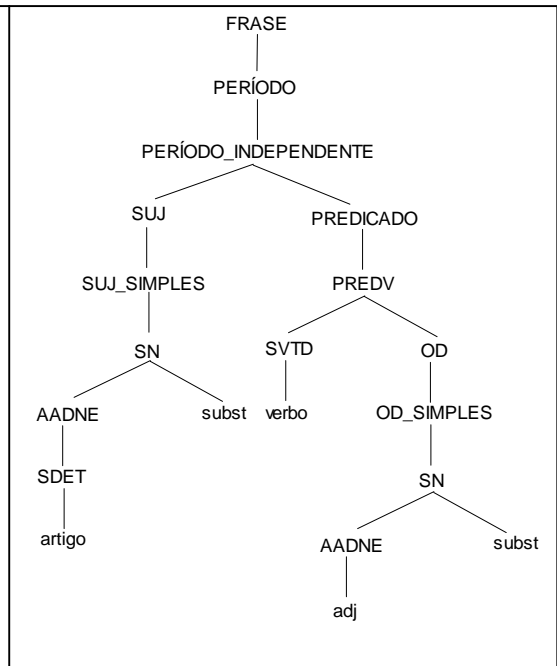 FRASE
PERÍODO
PERÍODO_INDEPENDENTE
SUJ PREDICADO
SUJ_SIMPLES PREDV
SN SVTD OD
AADNE subst verbo OD_SIMPLES
SDET SN
artigo AADNE subst
adj